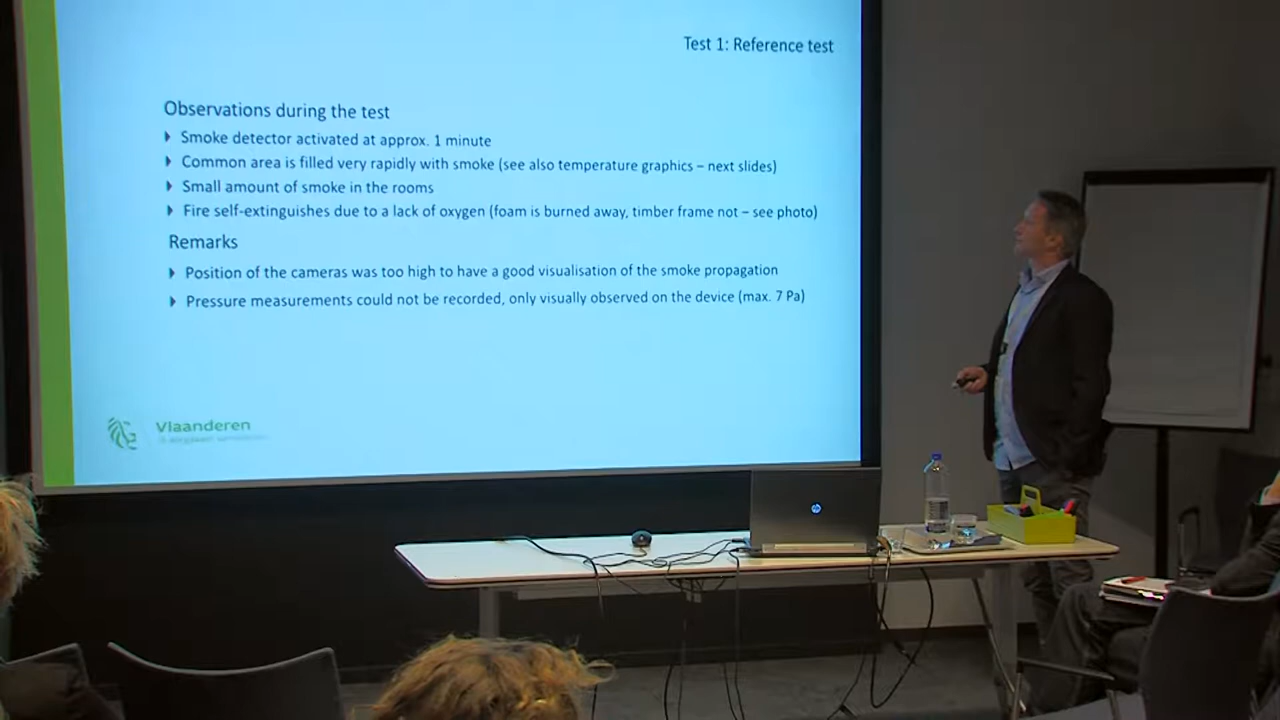 Test 1: Reference test
Observations during the test
Smoke detector activated at approx. 1 minute
Common area is filled very rapidly with smoke (see also temperature graphics – next slides)
Small amount of smoke in the rooms
Fire self-extinguishes due to a lack of oxygen (foam is burned away, timber frame not – see photo)
Remarks
Position of the cameras was too high to have a good visualisation of the smoke propagation
Pressure measurements could not be recorded, only visually observed on the device (max. 7 Pa)
Vlaanderen
hp